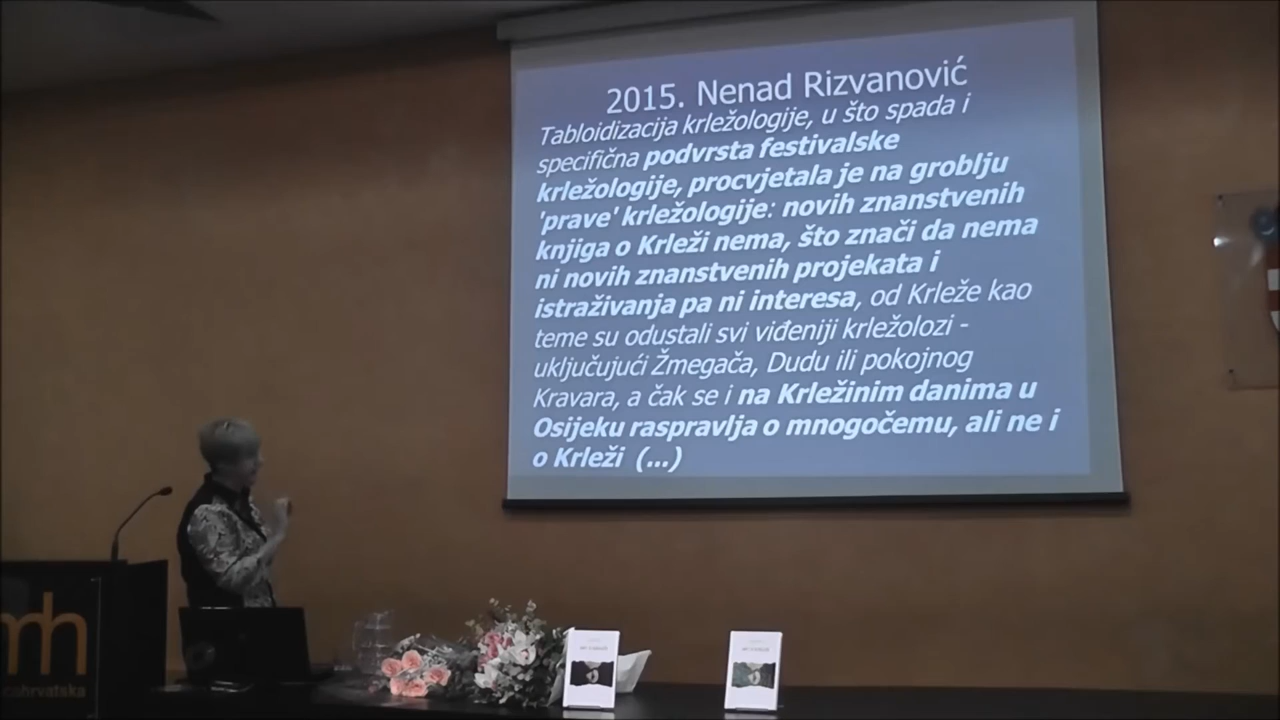 2015. Nenad Rizvanović
Tabloidizacija krležologije, u što spada i
specifična podvrsta festivalske
krležologije, procvjetala je na groblju
'prave' krležologije: novih znanstvenih
knjiga o Krleži nema, što znači da nema
ni novih znanstvenih projekata i
istraživanja pa ni interesa, od Krleže kao
teme su odustali svi viđeniji krležolozi -
uključujući Žmegača, Dudu ili pokojnog
Kravara, a čak se i na Krležinim danima u
Osijeku raspravlja o mnogočemu, ali ne i
o Krleži (...)
mh
hrvatska